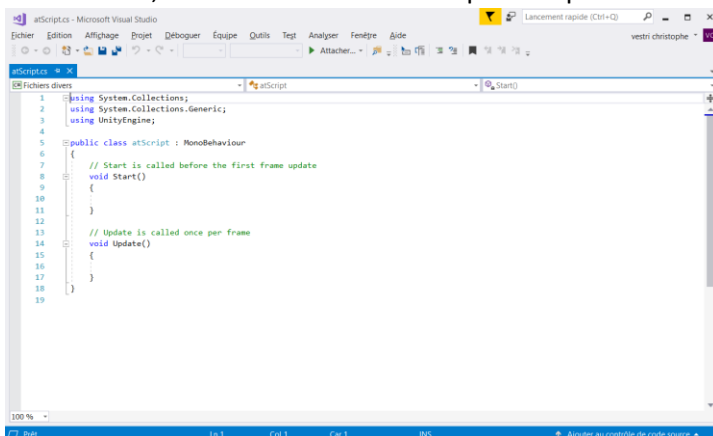 atScript.cs - Microsoft Visual Studio
Lancement rapide (Ctrl+Q)
Fichier Edition Affichage Projet Déboguer Équipe Outils Test Analyser Fenêtre Aide
vestri christophe
Attacher...
atScript.cs
Fichiers divers
atScript
Start()
1 using System.Collections;
2 using System.Collections.Generic;
3 using UnityEngine;
4
5 public class atScript : MonoBehaviour
6 {
7 // Start is called before the first frame update
8 void Start()
9 {
10
11 }
12
13 // Update is called once per frame
14 void Update()
15 {
16
17 }
18 }
19
100 %
Prêt Ln 1 Col 1 Car 1 INS Ajouter au contrôle de code source